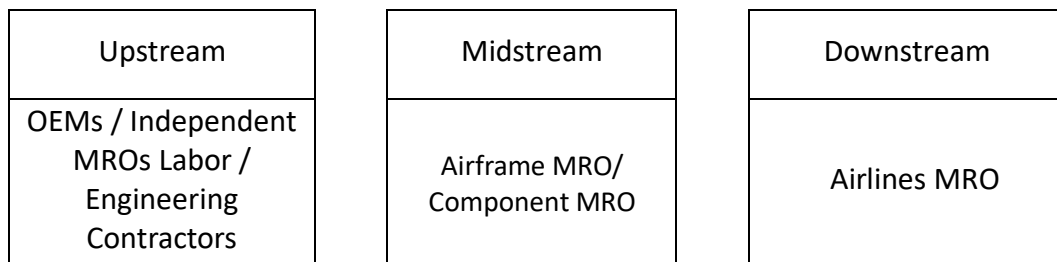 Upstream
OEMs / Independent
MROs Labor /
Engineering
Contractors
Midstream
Airframe MRO/
Component MRO
Downstream
Airlines MRO